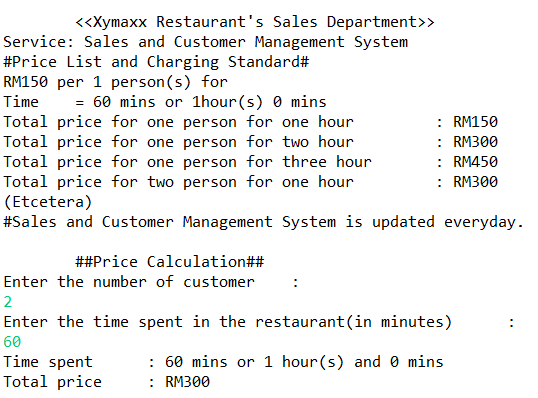 <<Xymaxx Restaurant's Sales Department>>
Service: Sales and Customer Management System
#Price List and Charging Standard#
RM150 per 1 person(s) for
Time    = 60 mins or 1hour(s) 0 mins
Total price for one person for one hour         : RM150
Total price for one person for two hour         : RM300
Total price for one person for three hour       : RM450
Total price for two person for one hour         : RM300
(Etcetera)
#Sales and Customer Management System is updated everyday.
##Price Calculation##
Enter the number of customer    :
2
Enter the time spent in the restaurant(in minutes)      :
60
Time spent      : 60 mins or 1 hour(s) and 0 mins
Total price     : RM300